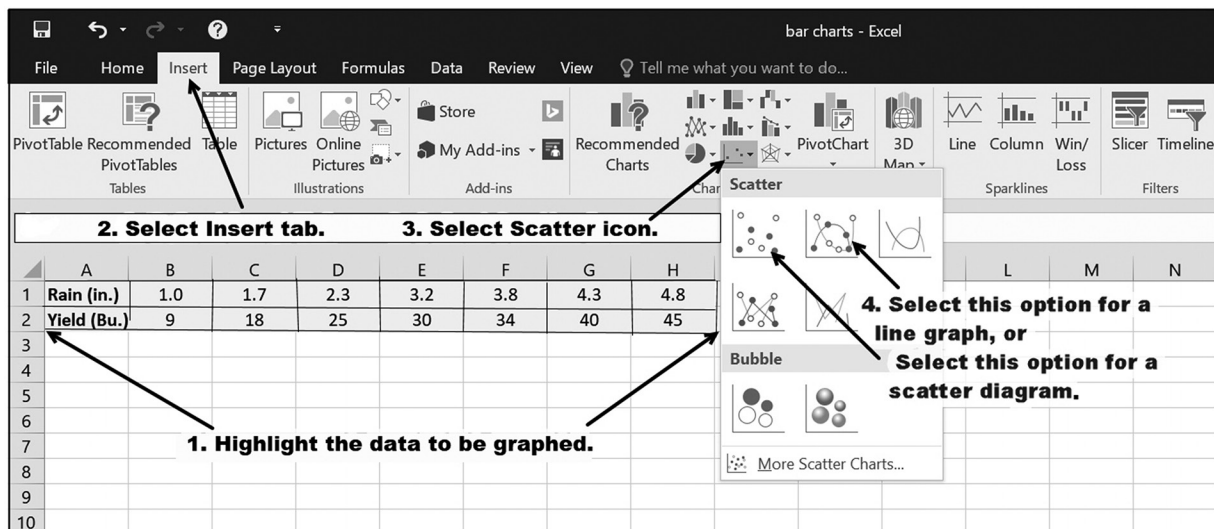 bar charts - Excel
File Home Insert Page Layout Formulas Data Review View Tell me what you want to do...
PivotTable Recommended PivotTables Table
Tables
Pictures Online Pictures
Illustrations
Store
My Add-ins
Add-ins
Recommended Charts
PivotChart
3D Map
Line Column Win/Loss
Sparklines
Slicer Timeline
Filters
2. Select Insert tab.
3. Select Scatter icon.
Scatter
A B C D E F G H L M N
1 Rain (in.) 1.0 1.7 2.3 3.2 3.8 4.3 4.8
2 Yield (Bu.) 9 18 25 30 34 40 45
3
4
5
6
7
8
9
10
4. Select this option for a
line graph, or
Bubble
Select this option for a
scatter diagram.
1. Highlight the data to be graphed.
More Scatter Charts...